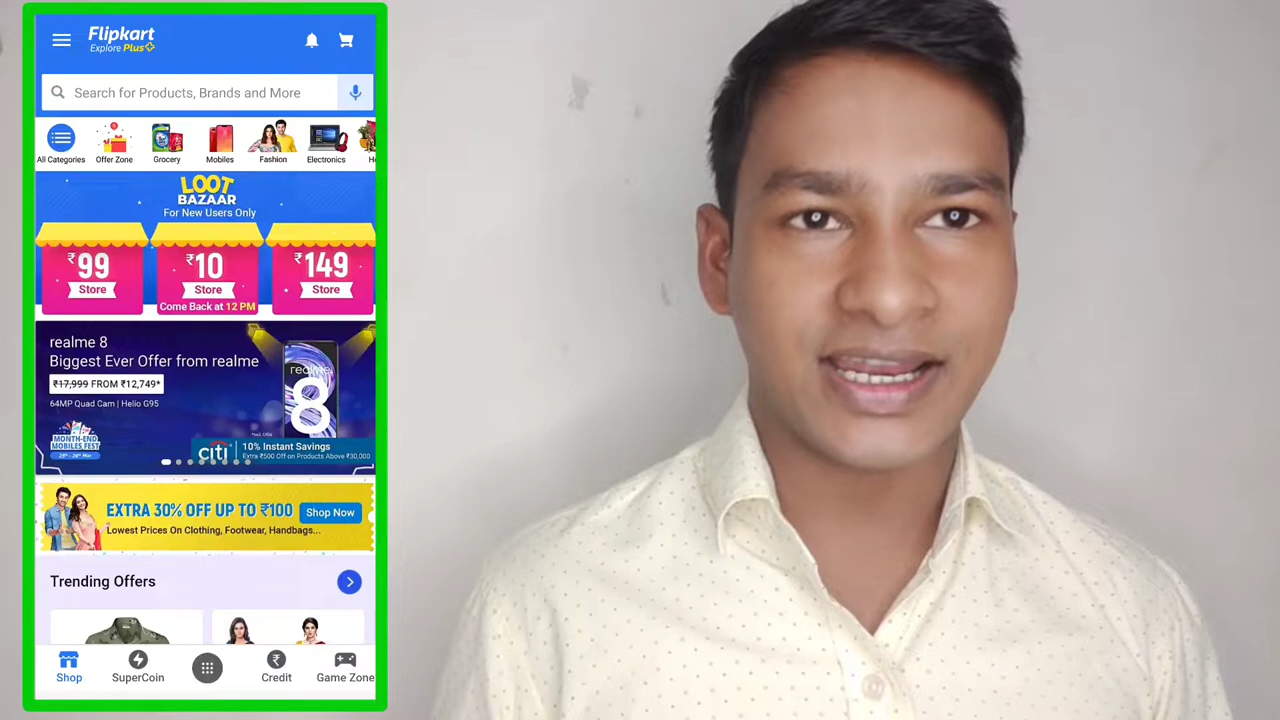 Flipkart
Explore Plus
Search for Products, Brands and More
All Categories
Offer Zone
Grocery
Mobiles
Fashion
Electronics
LOOT
BAZAAR
For New Users Only
₹99
Store
₹10
Store
Come Back at 12 PM
₹149
Store
realme 8
Biggest Ever Offer from realme
₹17,999 FROM ₹12,749*
64MP Quad Cam | Helio G95
realme
8
MONTH-END
MOBILES FEST
citi
10% Instant Savings
Extra ₹500 Off on Products Above ₹30,000
EXTRA 30% OFF UP TO ₹100
Shop Now
Lowest Prices On Clothing, Footwear, Handbags...
Trending Offers
Shop
SuperCoin
Credit
Game Zone